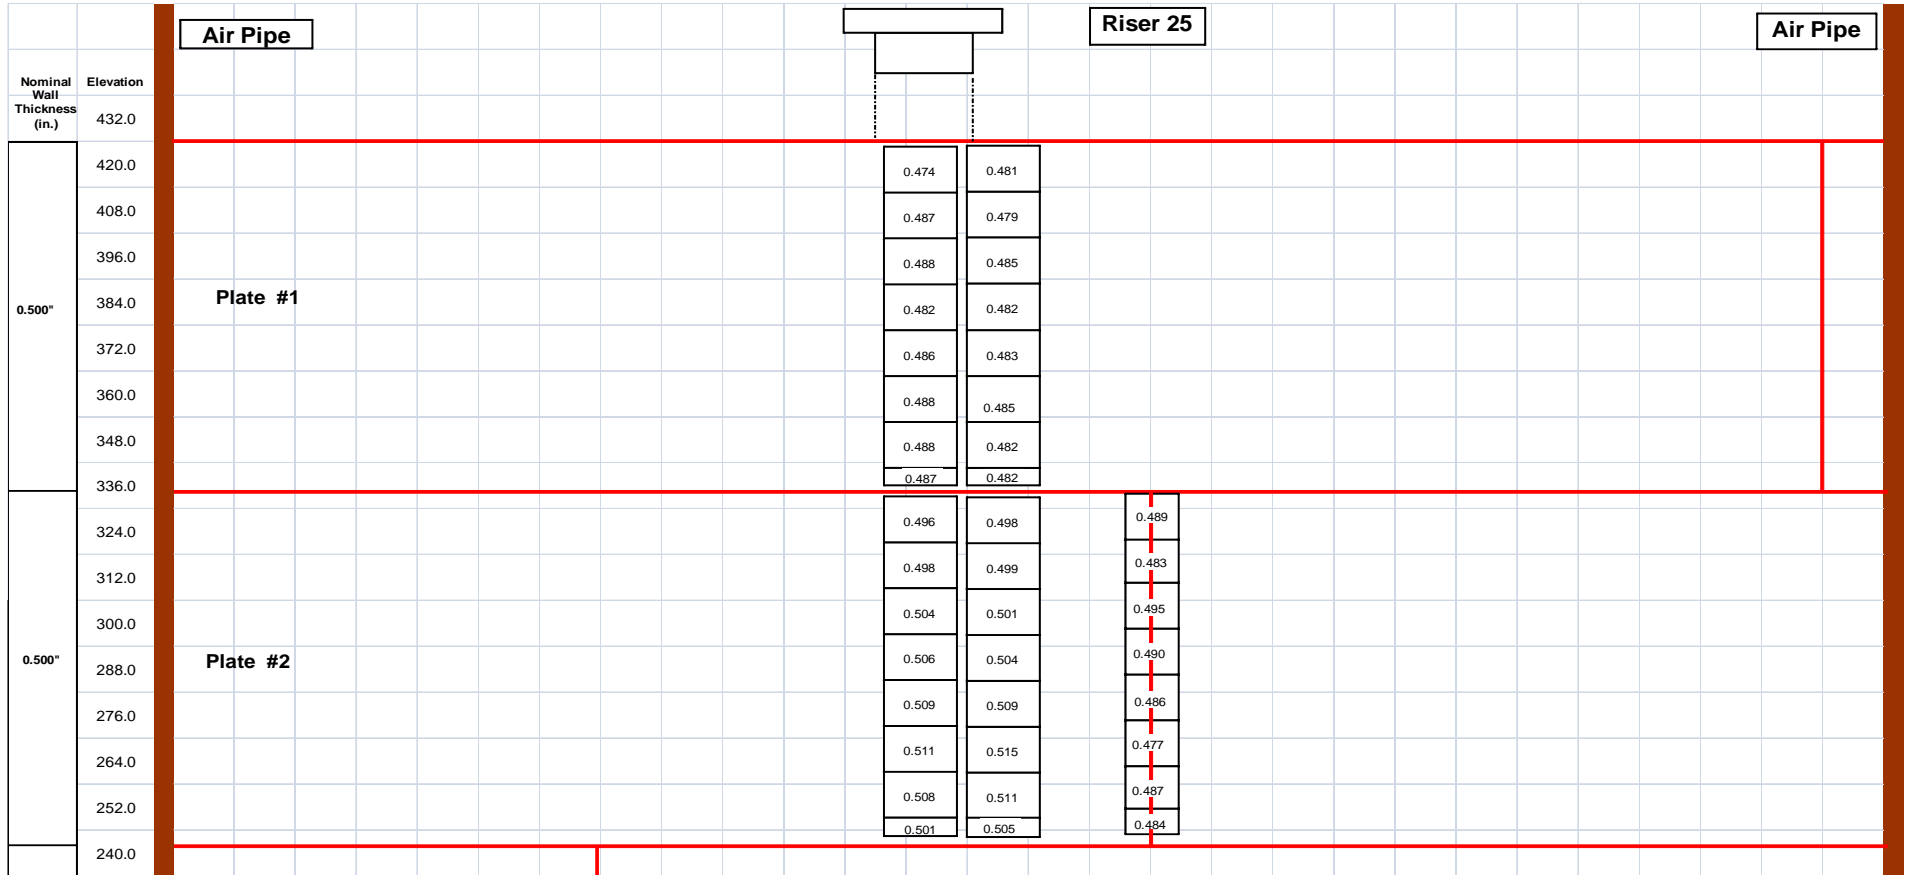 Air Pipe
Riser 25
Air Pipe
Nominal
Wall
Thickness
(in.)
Elevation
432.0
420.0
0.474 0.481
408.0
0.487 0.479
396.0
0.488 0.485
0.500"
Plate #1
384.0
0.482 0.482
372.0
0.486 0.483
360.0
0.488 0.485
348.0
0.488 0.482
0.487 0.482
336.0
0.496 0.498 0.489
324.0
0.498 0.499 0.483
312.0
0.504 0.501 0.495
300.0
0.506 0.504 0.490
0.500"
Plate #2
288.0
0.509 0.509 0.486
276.0
0.511 0.515 0.477
264.0
0.508 0.511 0.487
252.0
0.501 0.505 0.484
240.0